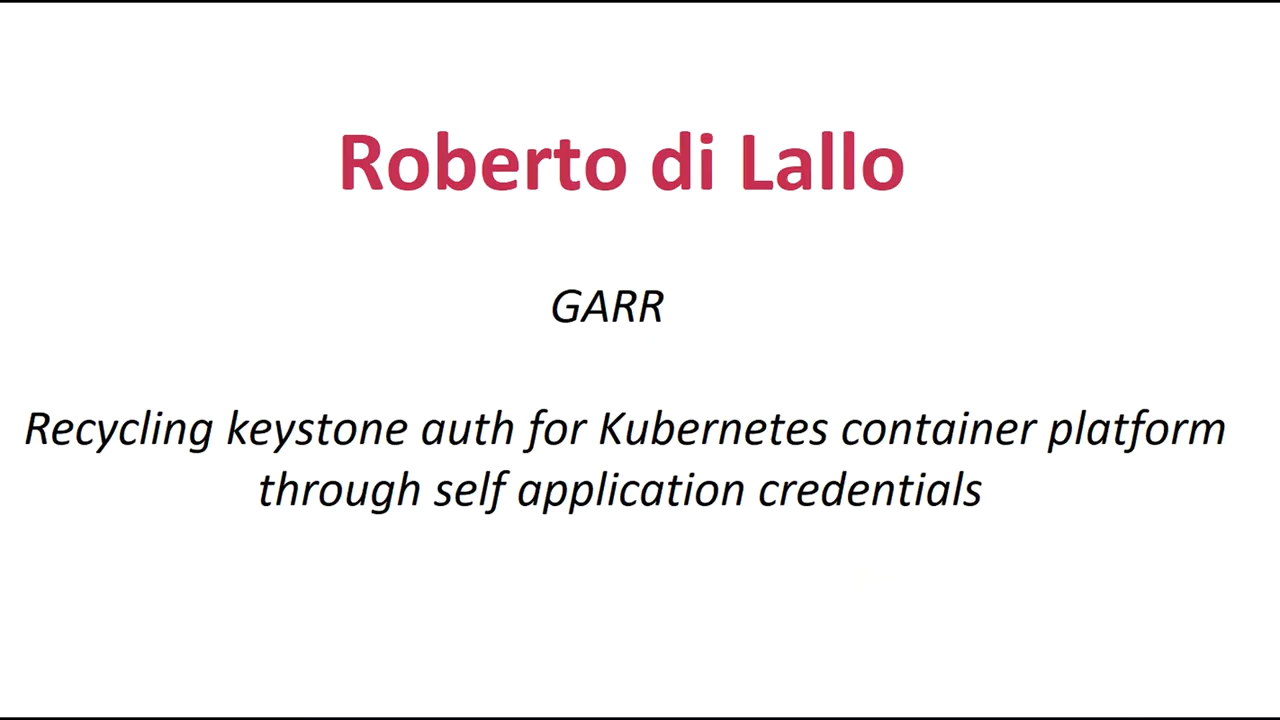 Roberto di Lallo
GARR
Recycling keystone auth for Kubernetes container platform
through self application credentials